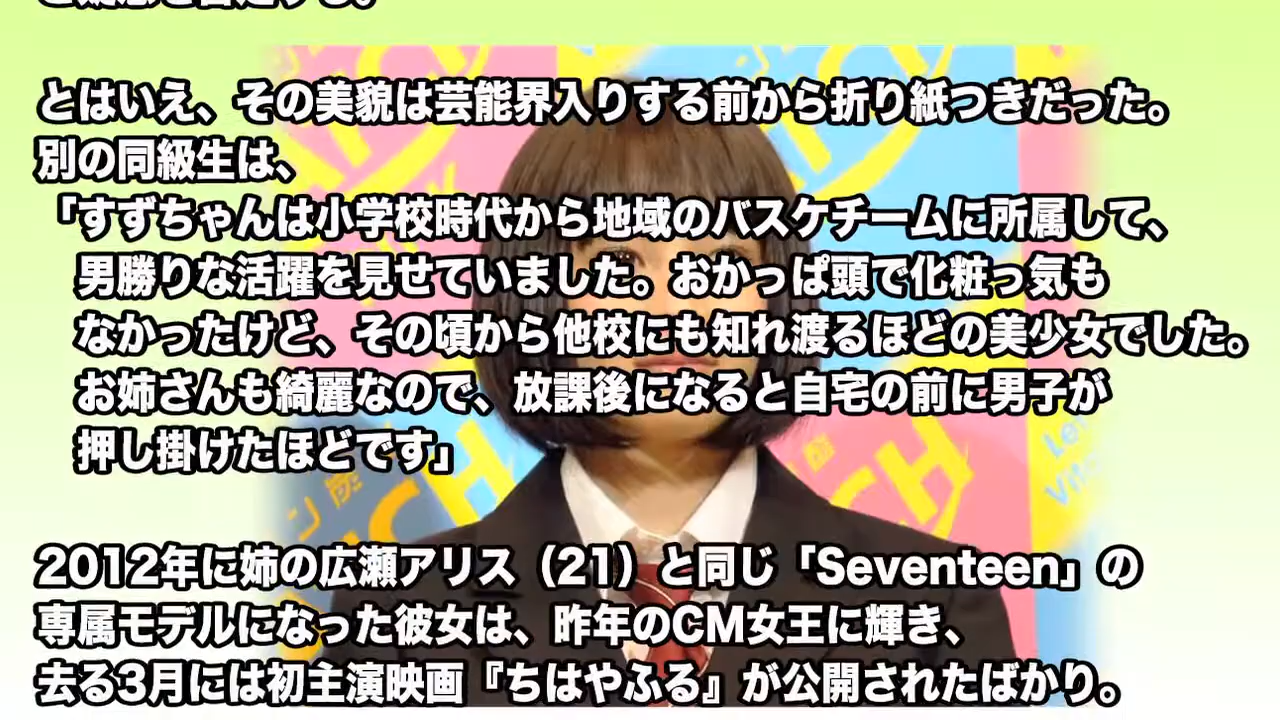 とはいえ、その美貌は芸能界入りする前から折り紙つきだった。
別の同級生は、
「すずちゃんは小学校時代から地域のバスケチームに所属して、
男勝りな活躍を見せていました。おかっぱ頭で化粧っ気も
なかったけど、その頃から他校にも知れ渡るほどの美少女でした。
お姉さんも綺麗なので、放課後になると自宅の前に男子が
押し掛けたほどです」
2012年に姉の広瀬アリス（21）と同じ「Seventeen」の
専属モデルになった彼女は、昨年のCM女王に輝き、
去る3月には初主演映画『ちはやふる』が公開されたばかり。